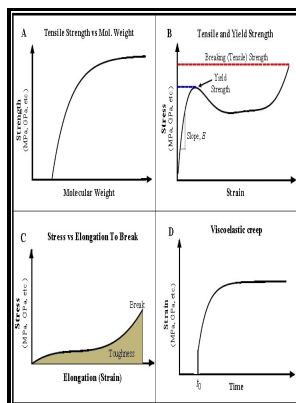 A
Tensile Strength vs Mol. Weight
Strength
(MPa, GPa, etc.)
Molecular Weight
B
Tensile and Yield Strength
Breaking (Tensile) Strength
Yield
Strength
Slope, E
Stress
(MPa, GPa, etc.)
Strain
C
Stress vs Elongation To Break
Break
Toughness
Stress
(MPa, GPa, etc.)
Elongation (Strain)
D
Viscoelastic creep
Strain
(MPa, GPa, etc.)
t0
Time